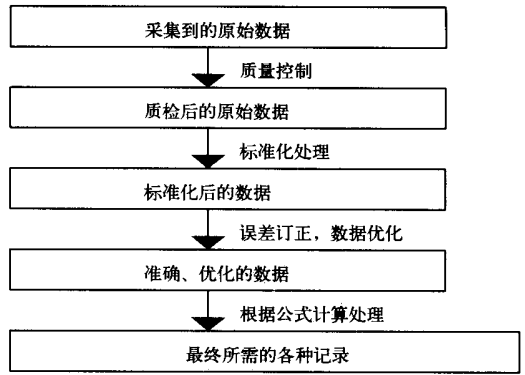 采集到的原始数据
质量控制
质检后的原始数据
标准化处理
标准化后的数据
误差订正，数据优化
准确、优化的数据
根据公式计算处理
最终所需的各种记录